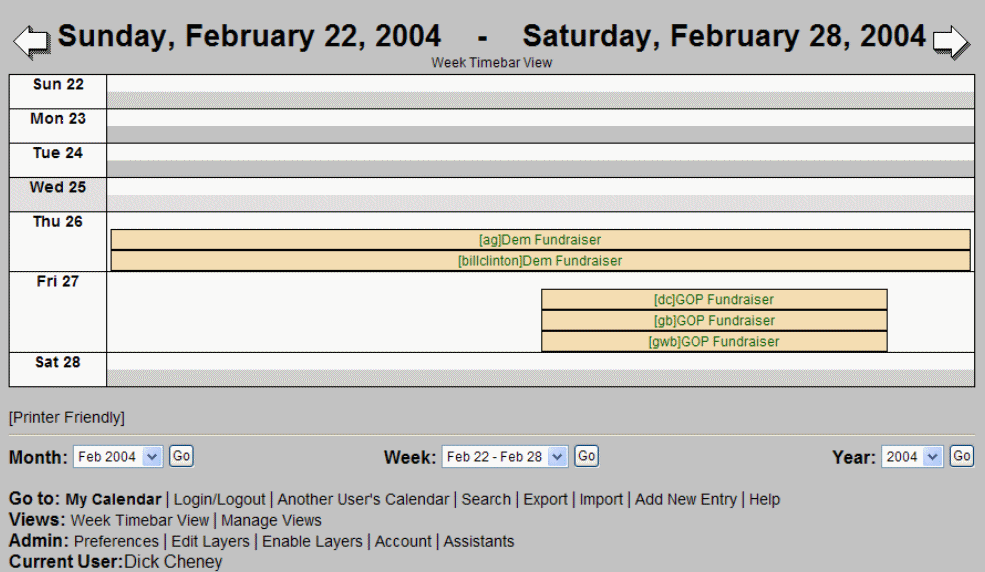 Sunday, February 22, 2004 - Saturday, February 28, 2004
Week Timebar View
Sun 22
Mon 23
Tue 24
Wed 25
Thu 26
[ag]Dem Fundraiser
[billclinton]Dem Fundraiser
Fri 27
[dc]GOP Fundraiser
[gb]GOP Fundraiser
[gwb]GOP Fundraiser
Sat 28
[Printer Friendly]
Month: Feb 2004 Go Week: Feb 22 - Feb 28 Go Year: 2004 Go
Go to: My Calendar | Login/Logout | Another User's Calendar | Search | Export | Import | Add New Entry | Help
Views: Week Timebar View | Manage Views
Admin: Preferences | Edit Layers | Enable Layers | Account | Assistants
Current User:Dick Cheney